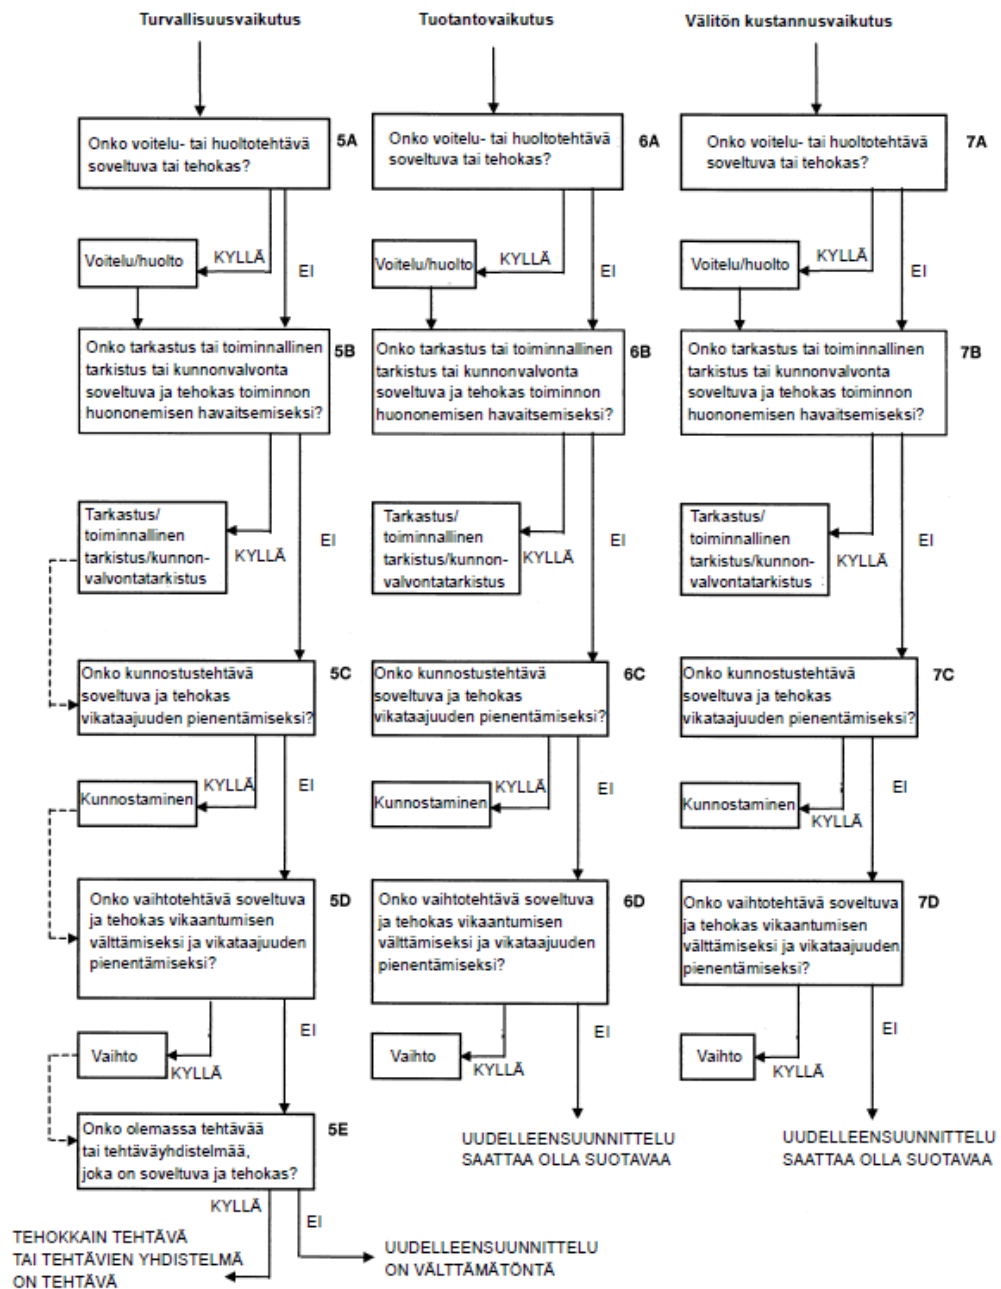 Turvallisuusvaikutus
Onko voitelu- tai huoltotehtävä
soveltuva tai tehokas?
5A
KYLLÄ
Voitelu/huolto
EI
Onko tarkastus tai toiminnallinen
tarkistus tai kunnonvalvonta
soveltuva ja tehokas toiminnon
huononemisen havaitsemiseksi?
5B
Tarkastus/
toiminnallinen
tarkistus/kunnon-
valvontatarkistus
KYLLÄ
EI
Onko kunnostustehtävä
soveltuva ja tehokas
vikataajuuden pienentämiseksi?
5C
KYLLÄ
EI
Kunnostaminen
Onko vaihtotehtävä soveltuva
ja tehokas vikaantumisen
välttämiseksi ja vikataajuuden
pienentämiseksi?
5D
EI
Vaihto
KYLLÄ
Onko olemassa tehtävää
tai tehtäväyhdistelmää,
joka on soveltuva ja tehokas?
5E
KYLLÄ
EI
TEHOKKAIN TEHTÄVÄ
TAI TEHTÄVIEN YHDISTELMÄ
ON TEHTÄVÄ
UUDELLEENSUUNNITTELU
ON VÄLTTÄMÄTÖNTÄ
Tuotantovaikutus
Onko voitelu- tai huoltotehtävä
soveltuva tai tehokas?
6A
KYLLÄ
Voitelu/huolto
EI
Onko tarkastus tai toiminnallinen
tarkistus tai kunnonvalvonta
soveltuva ja tehokas toiminnon
huononemisen havaitsemiseksi?
6B
Tarkastus/
toiminnallinen
tarkistus/kunnon-
valvontatarkistus
KYLLÄ
EI
Onko kunnostustehtävä
soveltuva ja tehokas
vikataajuuden pienentämiseksi?
6C
KYLLÄ
EI
Kunnostaminen
Onko vaihtotehtävä soveltuva
ja tehokas vikaantumisen
välttämiseksi ja vikataajuuden
pienentämiseksi?
6D
EI
Vaihto
KYLLÄ
UUDELLEENSUUNNITTELU
SAATTAA OLLA SUOTAVAA
Välitön kustannusvaikutus
Onko voitelu- tai huoltotehtävä
soveltuva tai tehokas?
7A
KYLLÄ
Voitelu/huolto
EI
Onko tarkastus tai toiminnallinen
tarkistus tai kunnonvalvonta
soveltuva ja tehokas toiminnon
huononemisen havaitsemiseksi?
7B
Tarkastus/
toiminnallinen
tarkistus/kunnon-
valvontatarkistus
KYLLÄ
EI
Onko kunnostustehtävä
soveltuva ja tehokas
vikataajuuden pienentämiseksi?
7C
EI
Kunnostaminen
KYLLÄ
Onko vaihtotehtävä soveltuva
ja tehokas vikaantumisen
välttämiseksi ja vikataajuuden
pienentämiseksi?
7D
EI
Vaihto
KYLLÄ
UUDELLEENSUUNNITTELU
SAATTAA OLLA SUOTAVAA